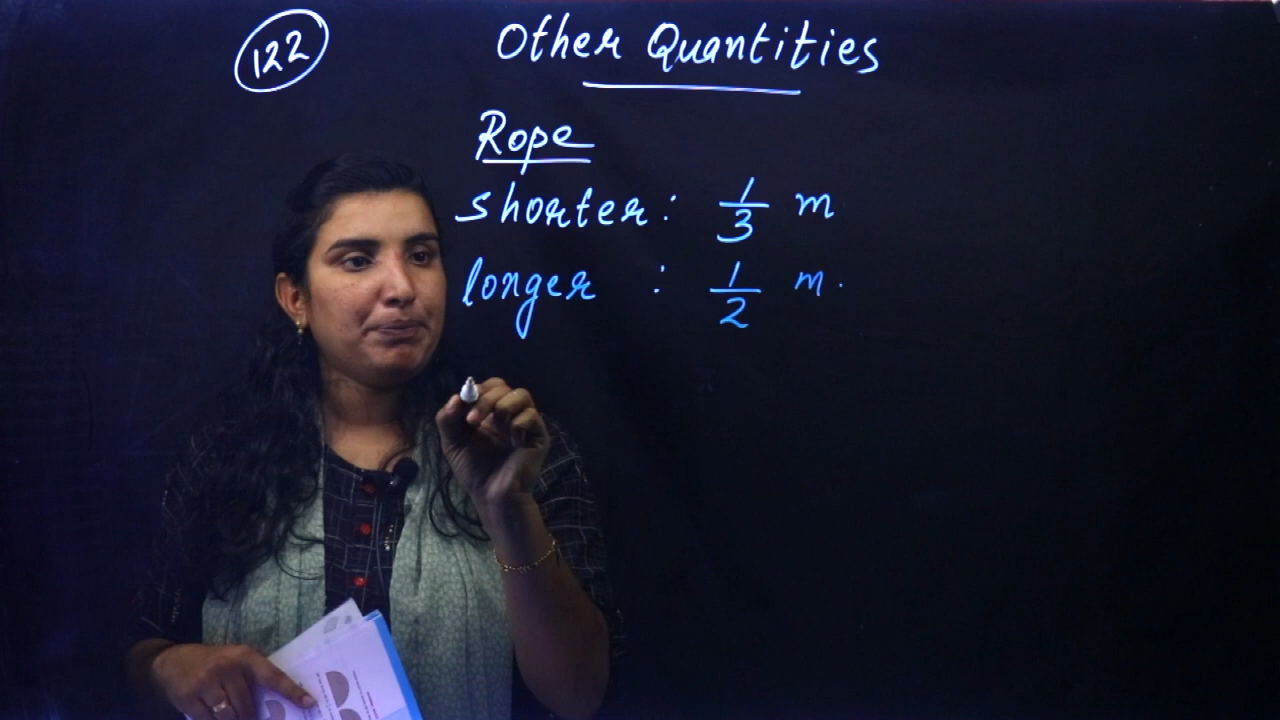 122
Other Quantities
Rope
shorter: 1/3 m
longer : 1/2 m.